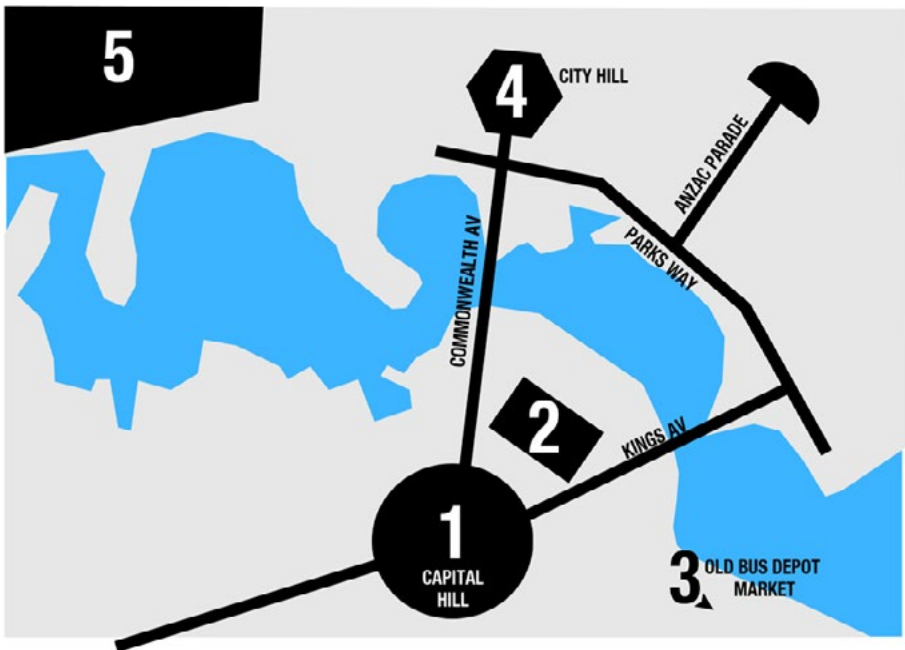 5
4
CITY HILL
ANZAC PARADE
PARKS WAY
COMMONWEALTH AV
2
KINGS AV
1
CAPITAL
HILL
3
OLD BUS DEPOT
MARKET